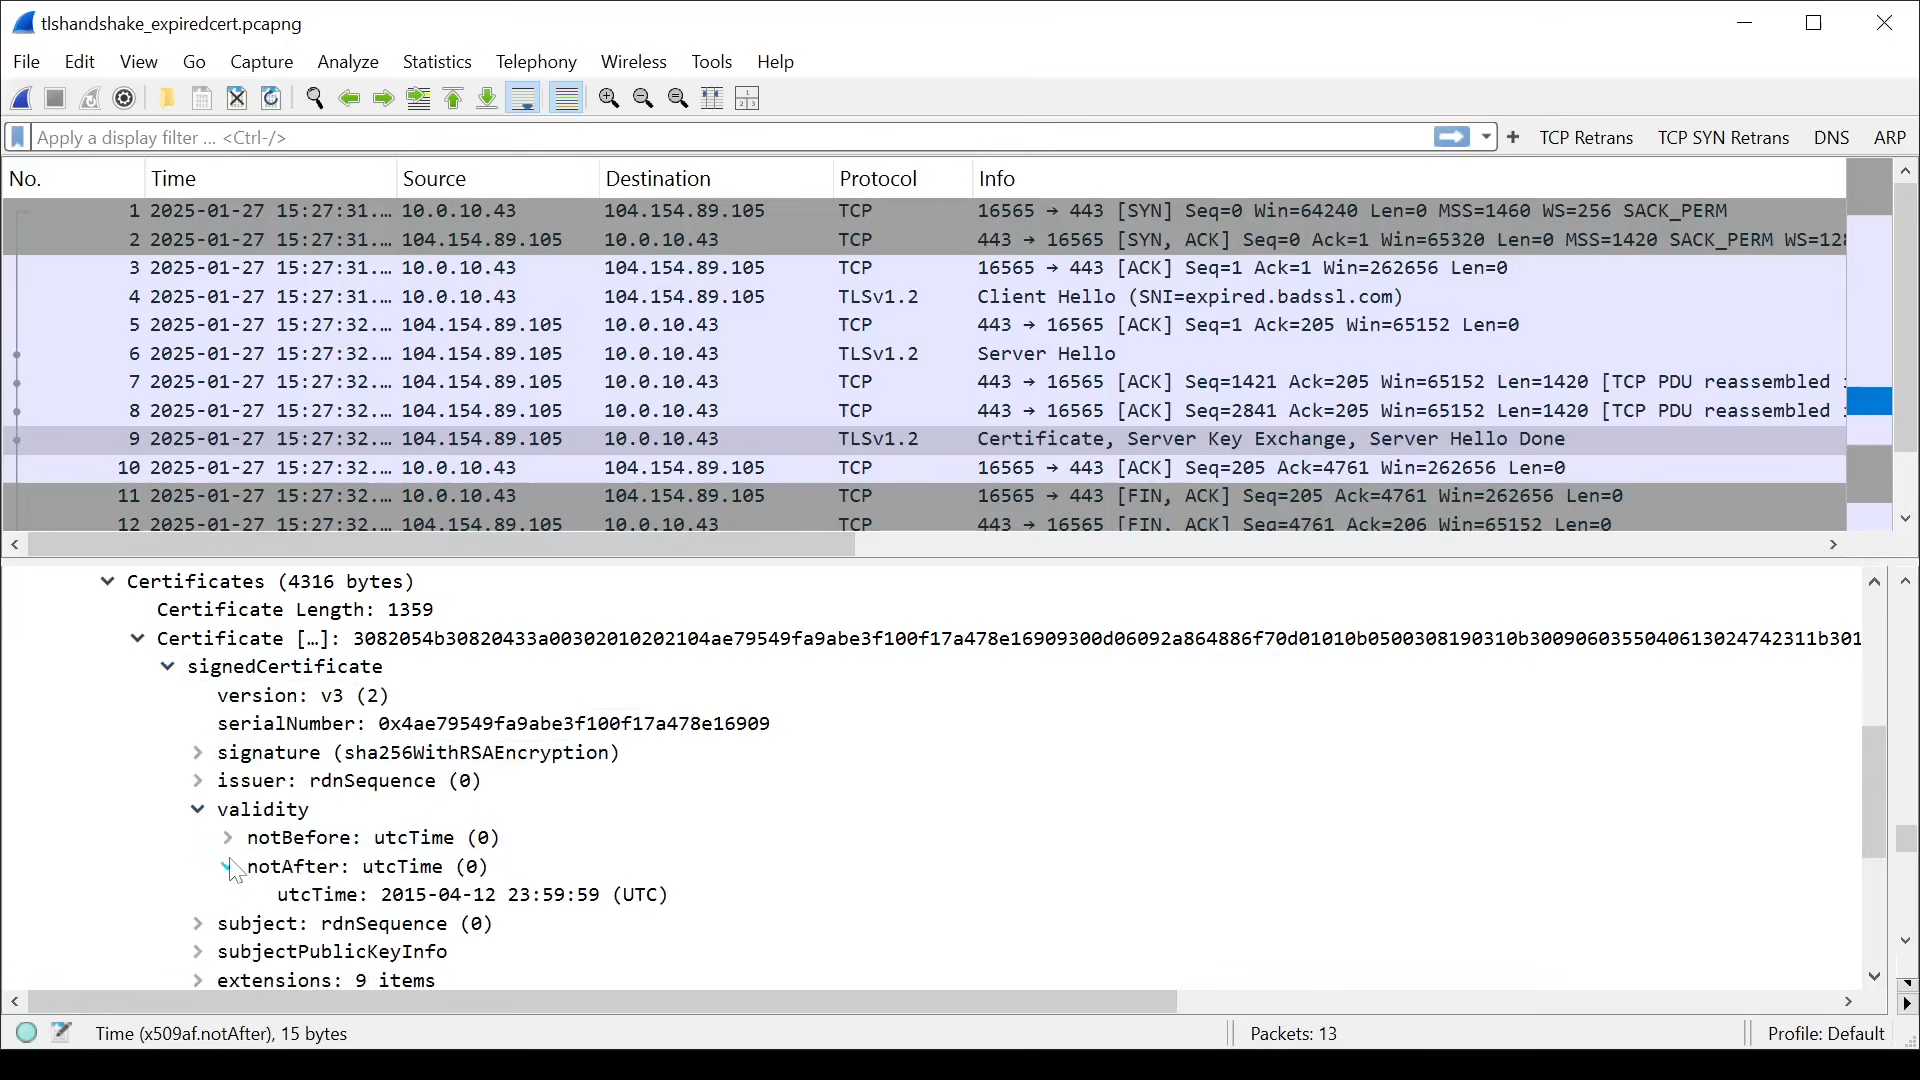 tlshandshake_expiredcert.pcapng
File Edit View Go Capture Analyze Statistics Telephony Wireless Tools Help
Apply a display filter ... <Ctrl-/> + TCP Retrans TCP SYN Retrans DNS ARP
No. Time Source Destination Protocol Info
1 2025-01-27 15:27:31.… 10.0.10.43 104.154.89.105 TCP 16565 → 443 [SYN] Seq=0 Win=64240 Len=0 MSS=1460 WS=256 SACK_PERM
2 2025-01-27 15:27:31.… 104.154.89.105 10.0.10.43 TCP 443 → 16565 [SYN, ACK] Seq=0 Ack=1 Win=65320 Len=0 MSS=1420 SACK_PERM WS=128
3 2025-01-27 15:27:31.… 10.0.10.43 104.154.89.105 TCP 16565 → 443 [ACK] Seq=1 Ack=1 Win=262656 Len=0
4 2025-01-27 15:27:31.… 10.0.10.43 104.154.89.105 TLSv1.2 Client Hello (SNI=expired.badssl.com)
5 2025-01-27 15:27:32.… 104.154.89.105 10.0.10.43 TCP 443 → 16565 [ACK] Seq=1 Ack=205 Win=65152 Len=0
6 2025-01-27 15:27:32.… 104.154.89.105 10.0.10.43 TLSv1.2 Server Hello
7 2025-01-27 15:27:32.… 104.154.89.105 10.0.10.43 TCP 443 → 16565 [ACK] Seq=1421 Ack=205 Win=65152 Len=1420 [TCP PDU reassembled
8 2025-01-27 15:27:32.… 104.154.89.105 10.0.10.43 TCP 443 → 16565 [ACK] Seq=2841 Ack=205 Win=65152 Len=1420 [TCP PDU reassembled
9 2025-01-27 15:27:32.… 104.154.89.105 10.0.10.43 TLSv1.2 Certificate, Server Key Exchange, Server Hello Done
10 2025-01-27 15:27:32.… 10.0.10.43 104.154.89.105 TCP 16565 → 443 [ACK] Seq=205 Ack=4761 Win=262656 Len=0
11 2025-01-27 15:27:32.… 10.0.10.43 104.154.89.105 TCP 16565 → 443 [FIN, ACK] Seq=205 Ack=4761 Win=262656 Len=0
12 2025-01-27 15:27:32.… 104.154.89.105 10.0.10.43 TCP 443 → 16565 [FIN, ACK] Seq=4761 Ack=206 Win=65152 Len=0
Certificates (4316 bytes)
Certificate Length: 1359
Certificate […]: 3082054b30820433a00302010202104ae79549fa9abe3f100f17a478e16909300d06092a864886f70d01010b0500308190310b3009060355040613024742311b301
signedCertificate
version: v3 (2)
serialNumber: 0x4ae79549fa9abe3f100f17a478e16909
signature (sha256WithRSAEncryption)
issuer: rdnSequence (0)
validity
notBefore: utcTime (0)
notAfter: utcTime (0)
utcTime: 2015-04-12 23:59:59 (UTC)
subject: rdnSequence (0)
subjectPublicKeyInfo
extensions: 9 items
Time (x509af.notAfter), 15 bytes Packets: 13 Profile: Default